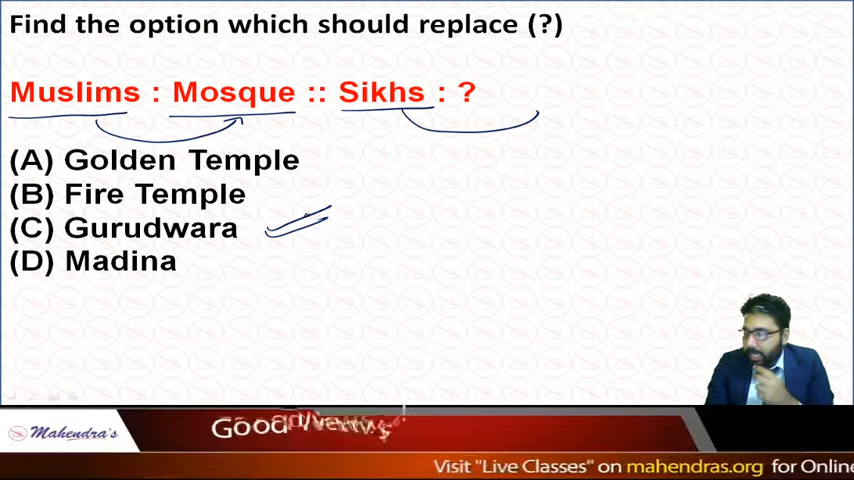 Find the option which should replace (?)
Muslims : Mosque :: Sikhs : ?
(A) Golden Temple
(B) Fire Temple
(C) Gurudwara
(D) Madina
Mahendra's
Good
Visit "Live Classes" on mahendras.org for Online